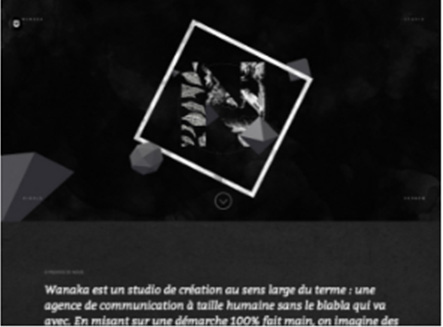 N
Wanaka est un studio de création au sens large du terme : une
agence de communication à taille humaine sans le blabla qui va
avec. En misant sur une démarche 100% fait main, on imagine des